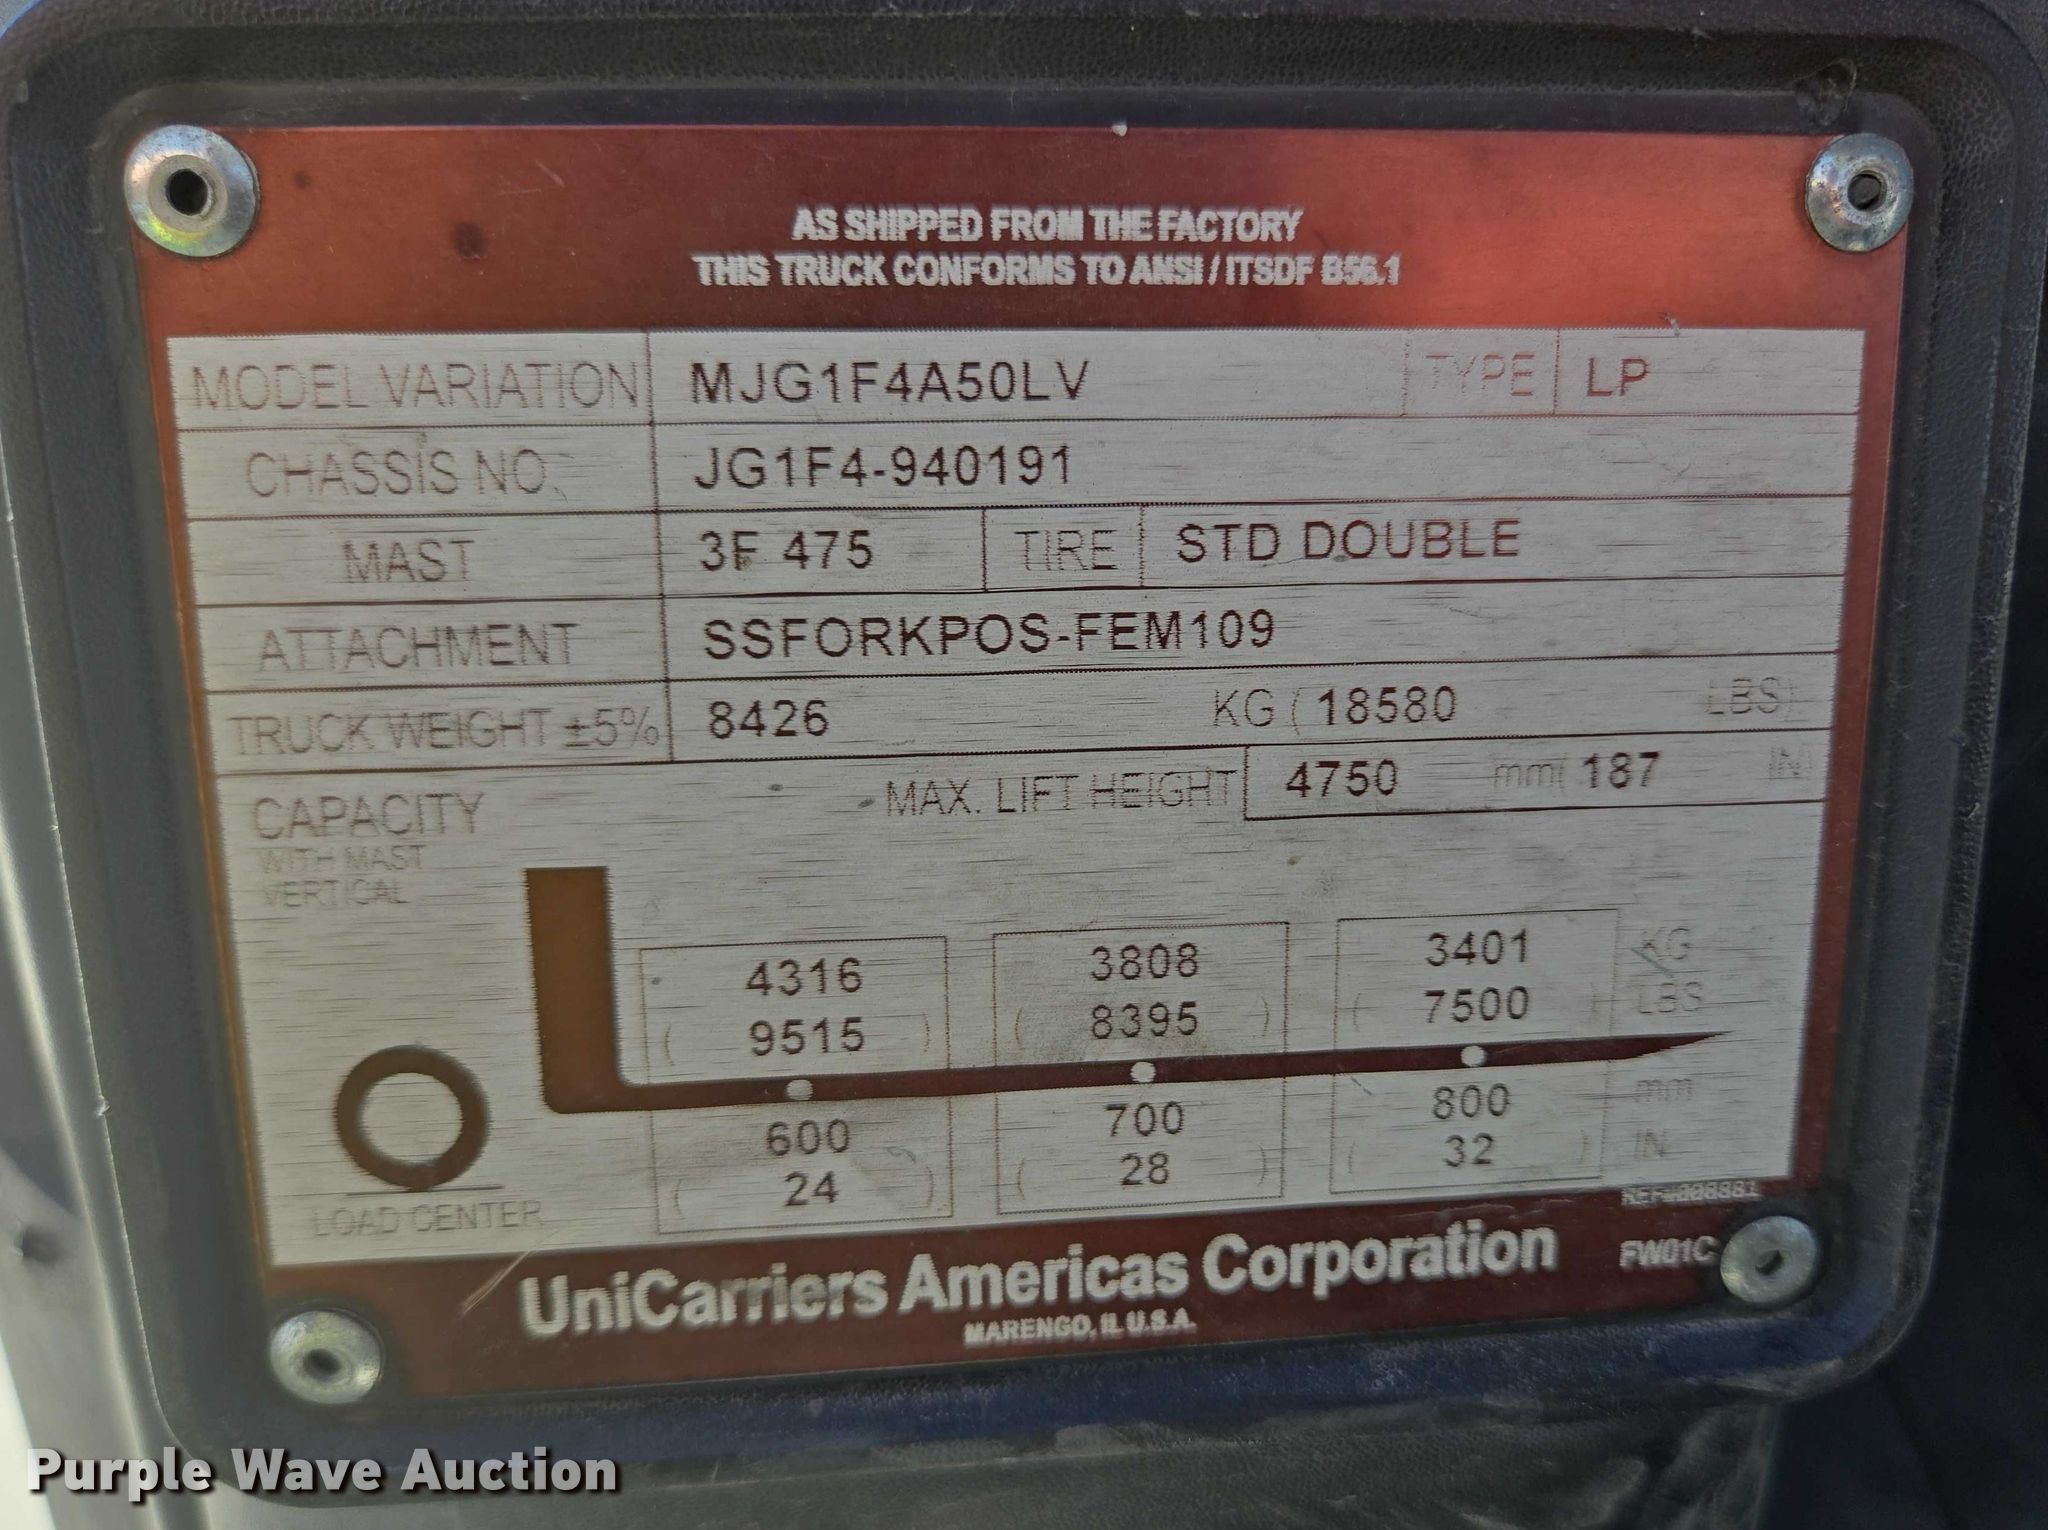 AS SHIPPED FROM THE FACTORY
THIS TRUCK CONFORMS TO ANSI / ITSDF B56.1
MODEL VARIATION MJG1F4A50LV TYPE LP
CHASSIS NO. JG1F4-940191
MAST 3F 475 TIRE STD DOUBLE
ATTACHMENT SSFORKPOS-FEM109
TRUCK WEIGHT ±5% 8426 KG ( 18580 LBS)
MAX. LIFT HEIGHT 4750 mm( 187 IN)
CAPACITY
WITH MAST
VERTICAL
4316 3808 3401 KG
( 9515 ) ( 8395 ) ( 7500 ) LBS
600 700 800 mm
( 24 ) ( 28 ) ( 32 ) IN
LOAD CENTER
REF#008881
UniCarriers Americas Corporation FW01C
MARENGO, IL U.S.A.
Purple Wave Auction